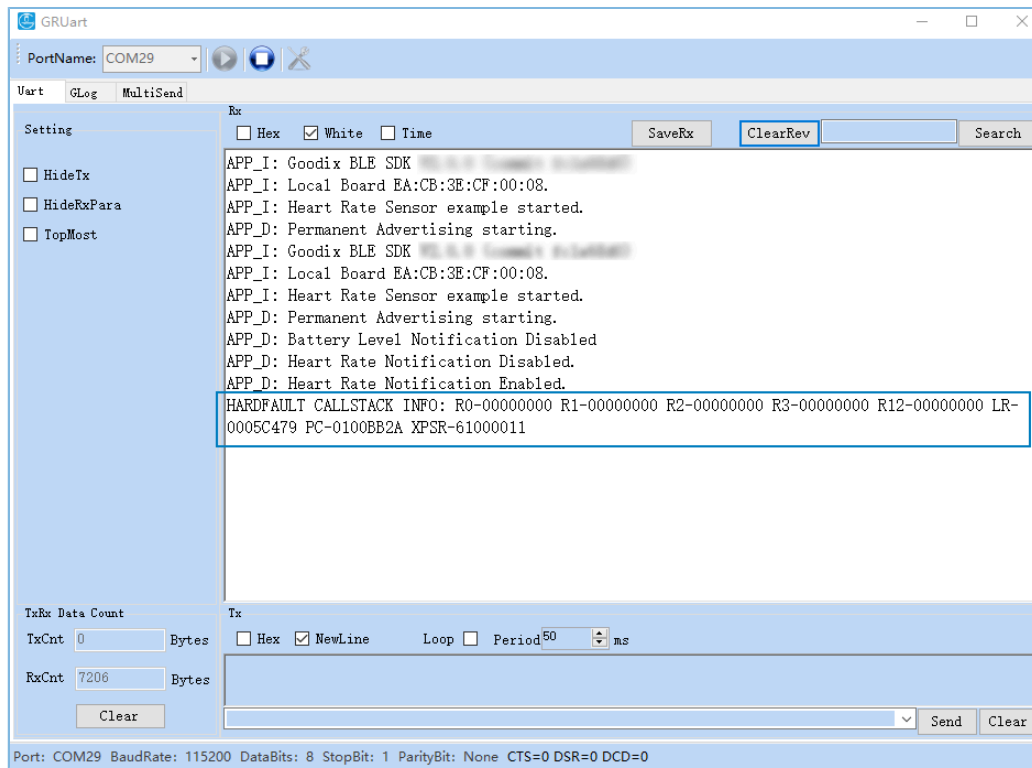 GRUart
PortName: COM29
Uart GLog MultiSend
Setting
HideTx
HideRxPara
TopMost
Rx
Hex White Time SaveRx ClearRev Search
APP_I: Goodix BLE SDK
APP_I: Local Board EA:CB:3E:CF:00:08.
APP_I: Heart Rate Sensor example started.
APP_D: Permanent Advertising starting.
APP_I: Goodix BLE SDK
APP_I: Local Board EA:CB:3E:CF:00:08.
APP_I: Heart Rate Sensor example started.
APP_D: Permanent Advertising starting.
APP_D: Battery Level Notification Disabled
APP_D: Heart Rate Notification Disabled.
APP_D: Heart Rate Notification Enabled.
HARDFAULT CALLSTACK INFO: R0-00000000 R1-00000000 R2-00000000 R3-00000000 R12-00000000 LR-
0005C479 PC-0100BB2A XPSR-61000011
TxRx Data Count
TxCnt 0 Bytes
RxCnt 7206 Bytes
Clear
Tx
Hex NewLine Loop Period 50 ms
Send Clear
Port: COM29 BaudRate: 115200 DataBits: 8 StopBit: 1 ParityBit: None CTS=0 DSR=0 DCD=0